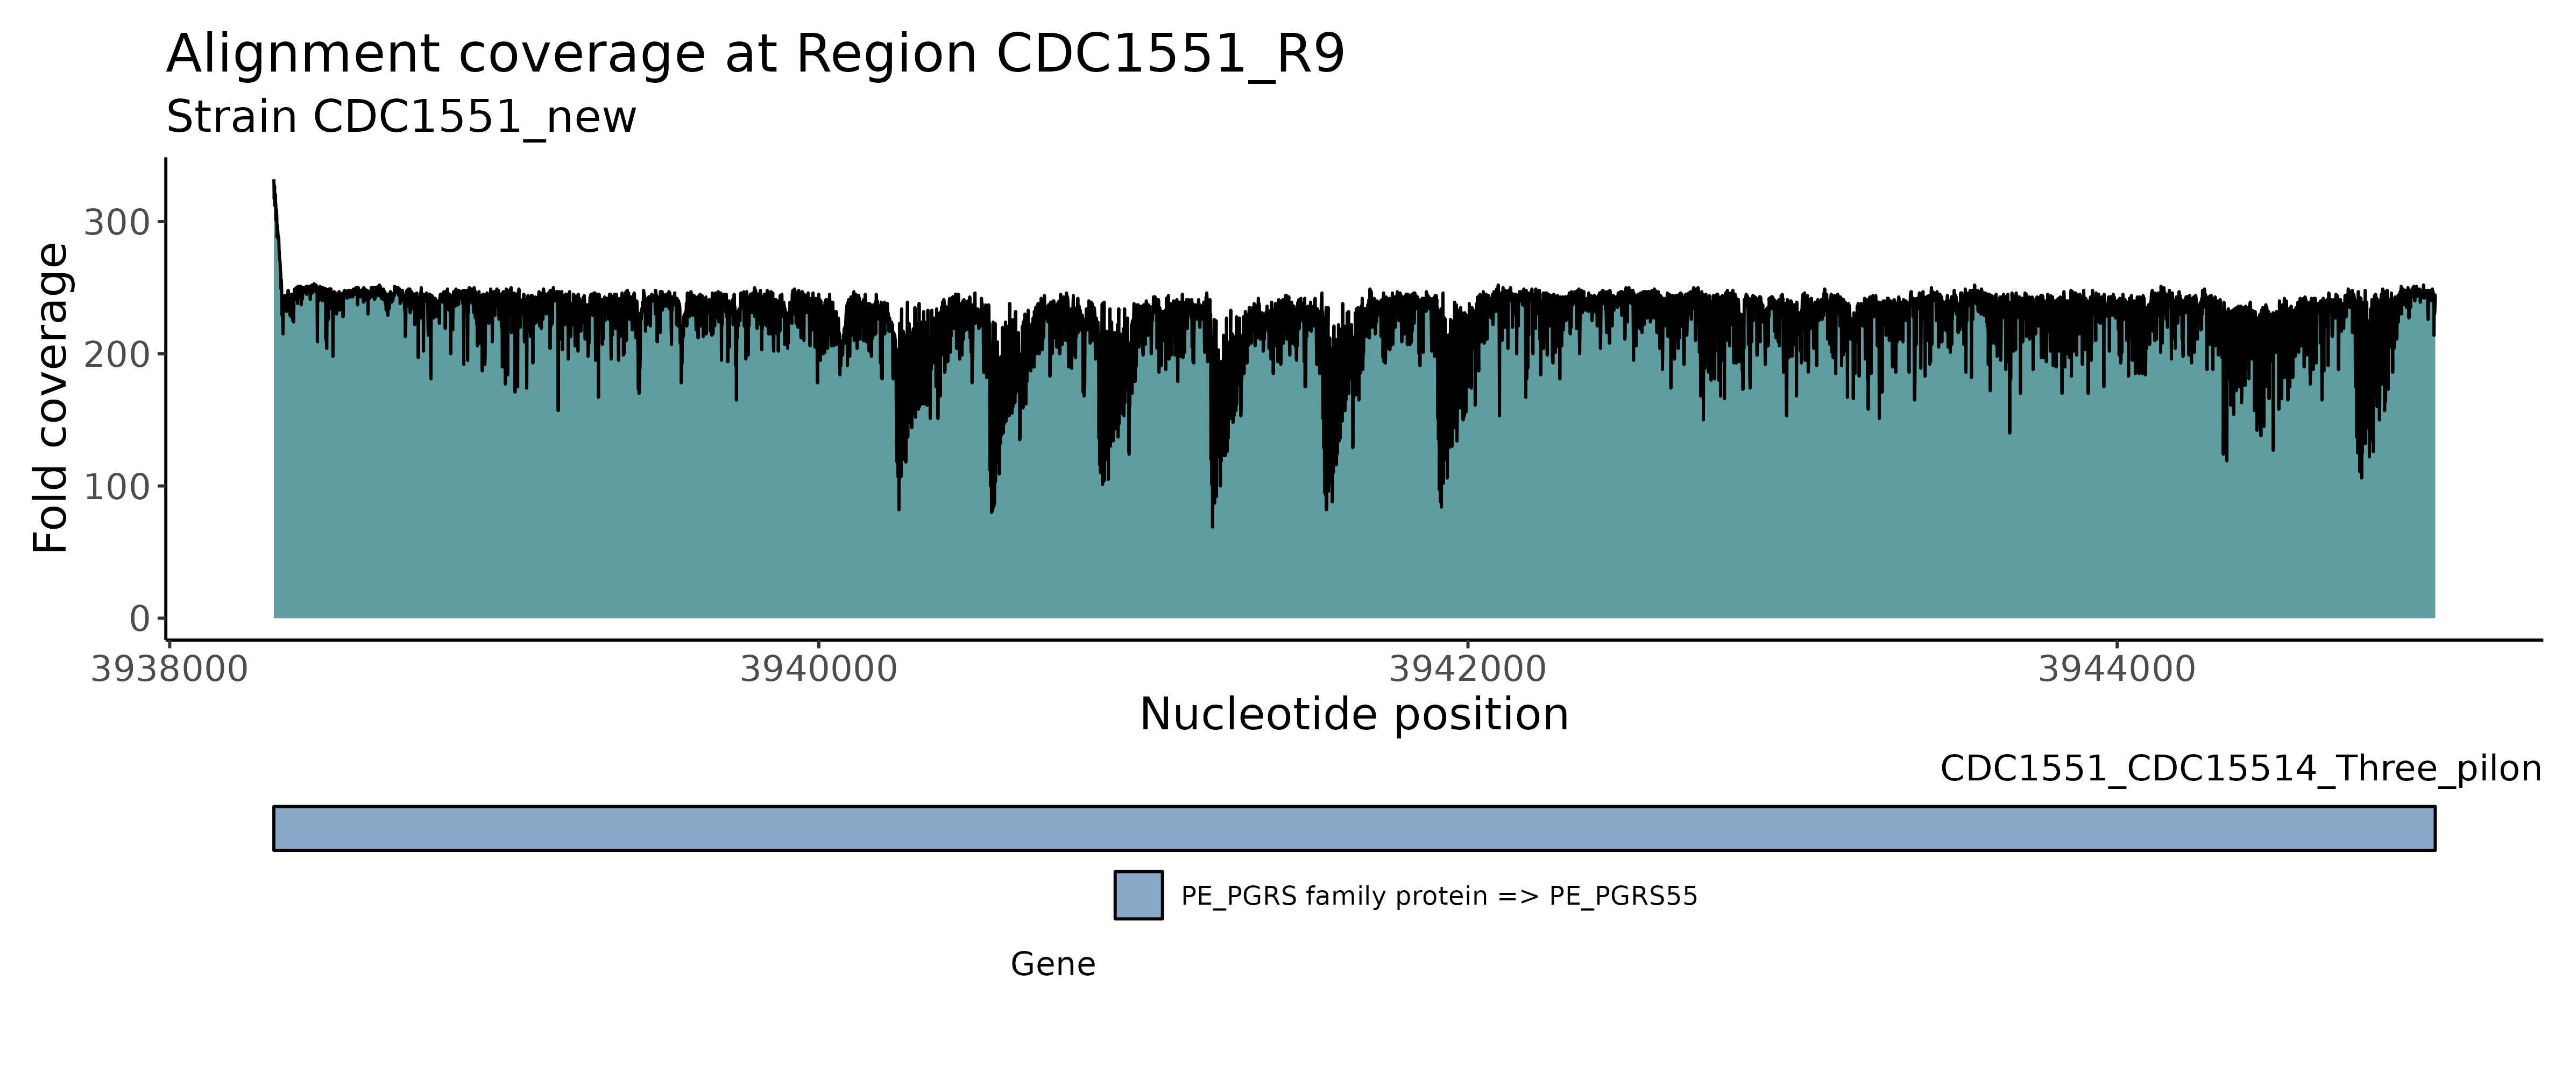 Alignment coverage at Region CDC1551_R9
Strain CDC1551_new
Fold coverage
300
200
100
0
3938000 3940000 3942000 3944000
Nucleotide position
CDC1551_CDC15514_Three_pilon
PE_PGRS family protein => PE_PGRS55
Gene